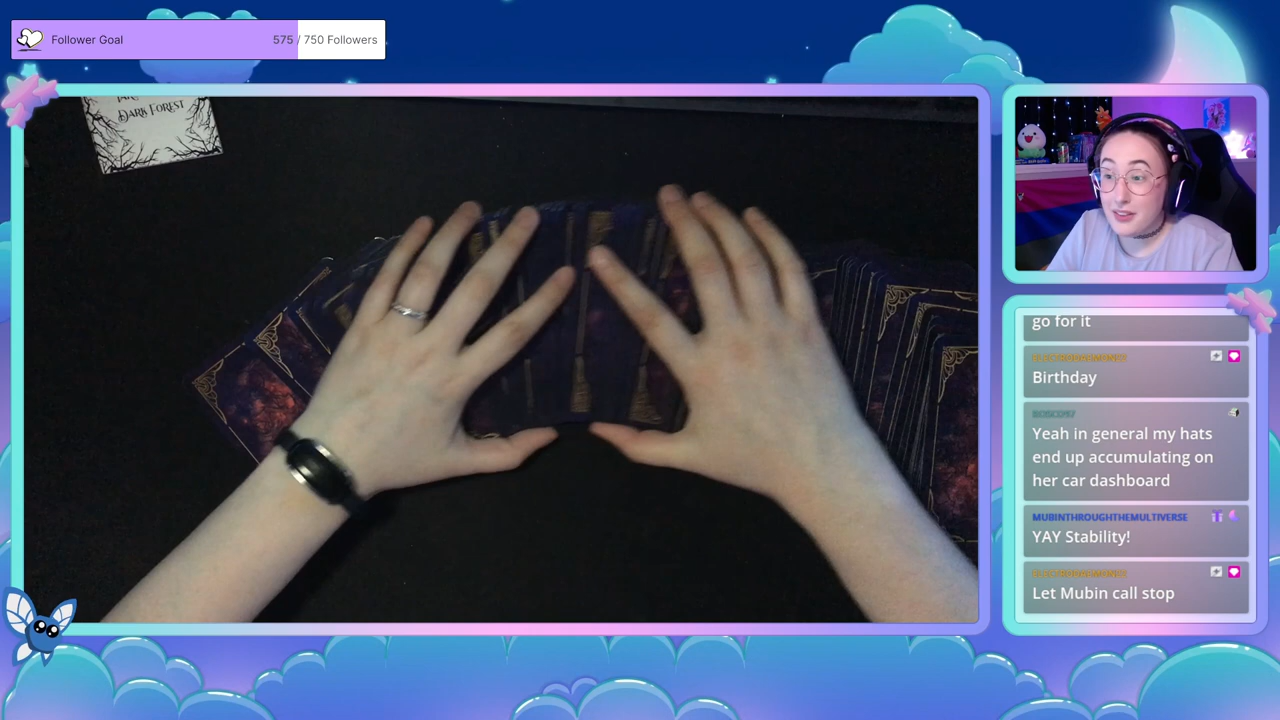 Follower Goal
575 / 750 Followers
DARK FOREST
go for it
Birthday
Yeah in general my hats
end up accumulating on
her car dashboard
MUBINTHROUGHTHEMULTIVERSE
YAY Stability!
Let Mubin call stop